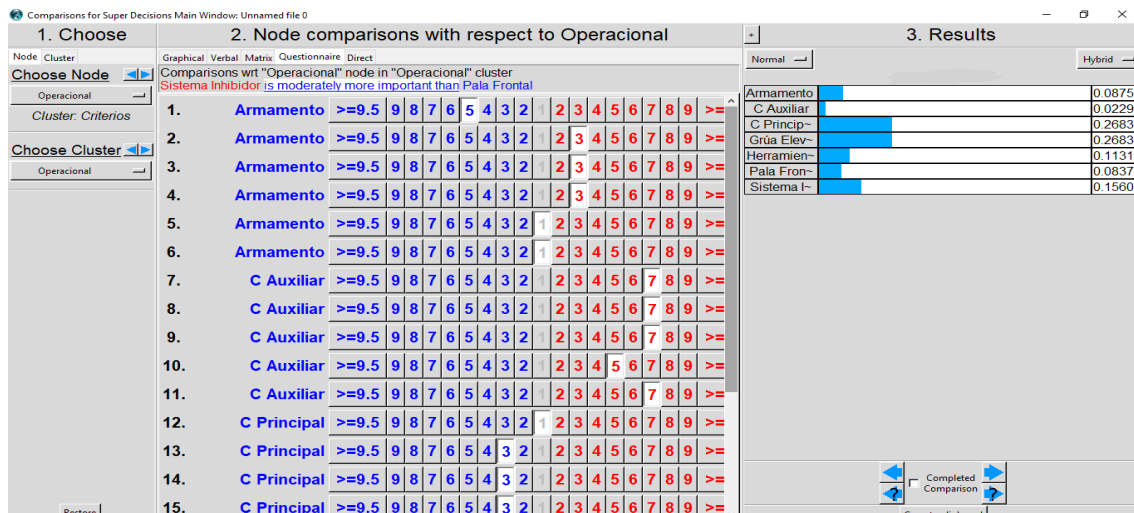 Comparisons for Super Decisions Main Window: Unnamed file 0
1. Choose
Node Cluster
Choose Node
Operacional
Cluster: Criterios
Choose Cluster
Operacional
Restore
2. Node comparisons with respect to Operacional
Graphical Verbal Matrix Questionnaire Direct
Comparisons wrt "Operacional" node in "Operacional" cluster
Sistema Inhibidor is moderately more important than Pala Frontal
1. Armamento >=9.5 9 8 7 6 5 4 3 2 1 2 3 4 5 6 7 8 9 >=
2. Armamento >=9.5 9 8 7 6 5 4 3 2 1 2 3 4 5 6 7 8 9 >=
3. Armamento >=9.5 9 8 7 6 5 4 3 2 1 2 3 4 5 6 7 8 9 >=
4. Armamento >=9.5 9 8 7 6 5 4 3 2 1 2 3 4 5 6 7 8 9 >=
5. Armamento >=9.5 9 8 7 6 5 4 3 2 1 2 3 4 5 6 7 8 9 >=
6. Armamento >=9.5 9 8 7 6 5 4 3 2 1 2 3 4 5 6 7 8 9 >=
7. C Auxiliar >=9.5 9 8 7 6 5 4 3 2 1 2 3 4 5 6 7 8 9 >=
8. C Auxiliar >=9.5 9 8 7 6 5 4 3 2 1 2 3 4 5 6 7 8 9 >=
9. C Auxiliar >=9.5 9 8 7 6 5 4 3 2 1 2 3 4 5 6 7 8 9 >=
10. C Auxiliar >=9.5 9 8 7 6 5 4 3 2 1 2 3 4 5 6 7 8 9 >=
11. C Auxiliar >=9.5 9 8 7 6 5 4 3 2 1 2 3 4 5 6 7 8 9 >=
12. C Principal >=9.5 9 8 7 6 5 4 3 2 1 2 3 4 5 6 7 8 9 >=
13. C Principal >=9.5 9 8 7 6 5 4 3 2 1 2 3 4 5 6 7 8 9 >=
14. C Principal >=9.5 9 8 7 6 5 4 3 2 1 2 3 4 5 6 7 8 9 >=
15. C Principal >=9.5 9 8 7 6 5 4 3 2 1 2 3 4 5 6 7 8 9 >=
+ 3. Results
Normal Hybrid
Armamento 0.0875
C Auxiliar 0.0229
C Princip~ 0.2683
Grúa Elev~ 0.2683
Herramien~ 0.1131
Pala Fron~ 0.0837
Sistema I~ 0.1560
Completed
Comparison
? ?